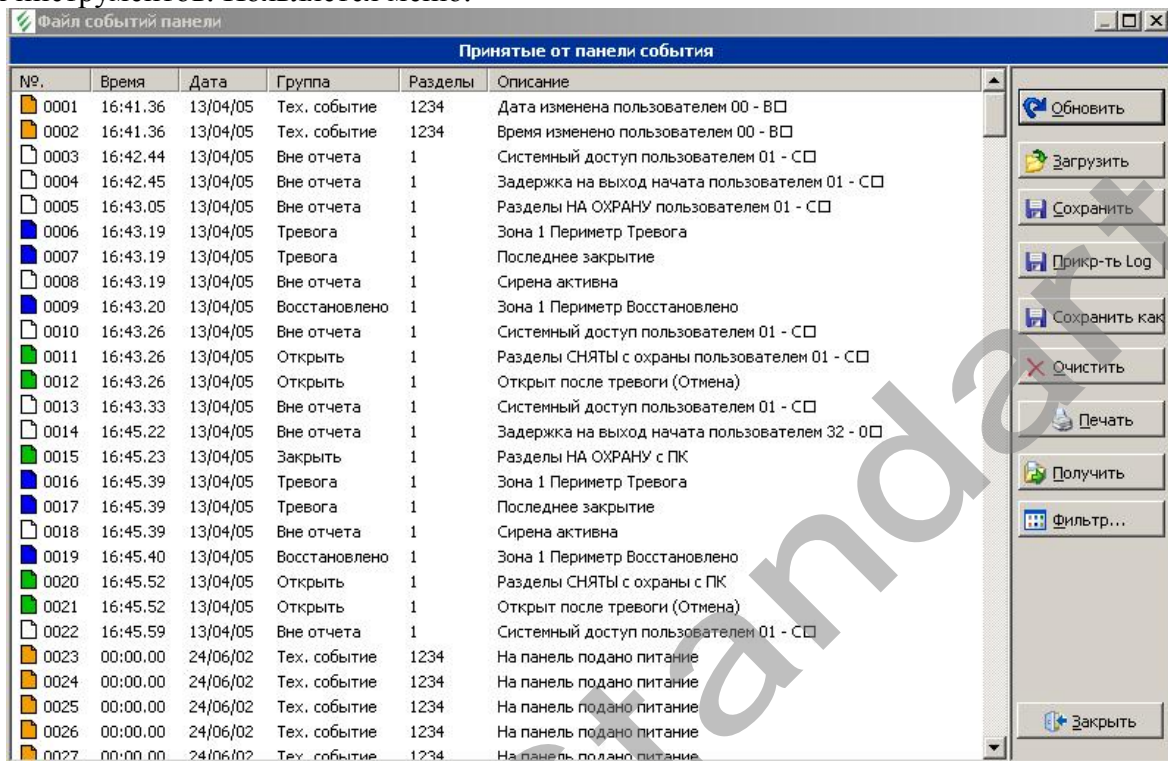 инструментов. Появляется меню:
Файл событий панели
Принятые от панели события
№. Время Дата Группа Разделы Описание
0001 16:41.36 13/04/05 Тех. событие 1234 Дата изменена пользователем 00 - В□
0002 16:41.36 13/04/05 Тех. событие 1234 Время изменено пользователем 00 - В□
0003 16:42.44 13/04/05 Вне отчета 1 Системный доступ пользователем 01 - С□
0004 16:42.45 13/04/05 Вне отчета 1 Задержка на выход начата пользователем 01 - С□
0005 16:43.05 13/04/05 Вне отчета 1 Разделы НА ОХРАНУ пользователем 01 - С□
0006 16:43.19 13/04/05 Тревога 1 Зона 1 Периметр Тревога
0007 16:43.19 13/04/05 Тревога 1 Последнее закрытие
0008 16:43.19 13/04/05 Вне отчета 1 Сирена активна
0009 16:43.20 13/04/05 Восстановлено 1 Зона 1 Периметр Восстановлено
0010 16:43.26 13/04/05 Вне отчета 1 Системный доступ пользователем 01 - С□
0011 16:43.26 13/04/05 Открыть 1 Разделы СНЯТЫ с охраны пользователем 01 - С□
0012 16:43.26 13/04/05 Открыть 1 Открыт после тревоги (Отмена)
0013 16:43.33 13/04/05 Вне отчета 1 Системный доступ пользователем 01 - С□
0014 16:45.22 13/04/05 Вне отчета 1 Задержка на выход начата пользователем 32 - 0□
0015 16:45.23 13/04/05 Закрыть 1 Разделы НА ОХРАНУ с ПК
0016 16:45.39 13/04/05 Тревога 1 Зона 1 Периметр Тревога
0017 16:45.39 13/04/05 Тревога 1 Последнее закрытие
0018 16:45.39 13/04/05 Вне отчета 1 Сирена активна
0019 16:45.40 13/04/05 Восстановлено 1 Зона 1 Периметр Восстановлено
0020 16:45.52 13/04/05 Открыть 1 Разделы СНЯТЫ с охраны с ПК
0021 16:45.52 13/04/05 Открыть 1 Открыт после тревоги (Отмена)
0022 16:45.59 13/04/05 Вне отчета 1 Системный доступ пользователем 01 - С□
0023 00:00.00 24/06/02 Тех. событие 1234 На панель подано питание
0024 00:00.00 24/06/02 Тех. событие 1234 На панель подано питание
0025 00:00.00 24/06/02 Тех. событие 1234 На панель подано питание
0026 00:00.00 24/06/02 Тех. событие 1234 На панель подано питание
0027 00:00.00 24/06/02 Тех. событие 1234 На панель подано питание
Обновить
Загрузить
Сохранить
Прикр-ть Log
Сохранить как
Очистить
Печать
Получить
Фильтр...
Закрыть
standart